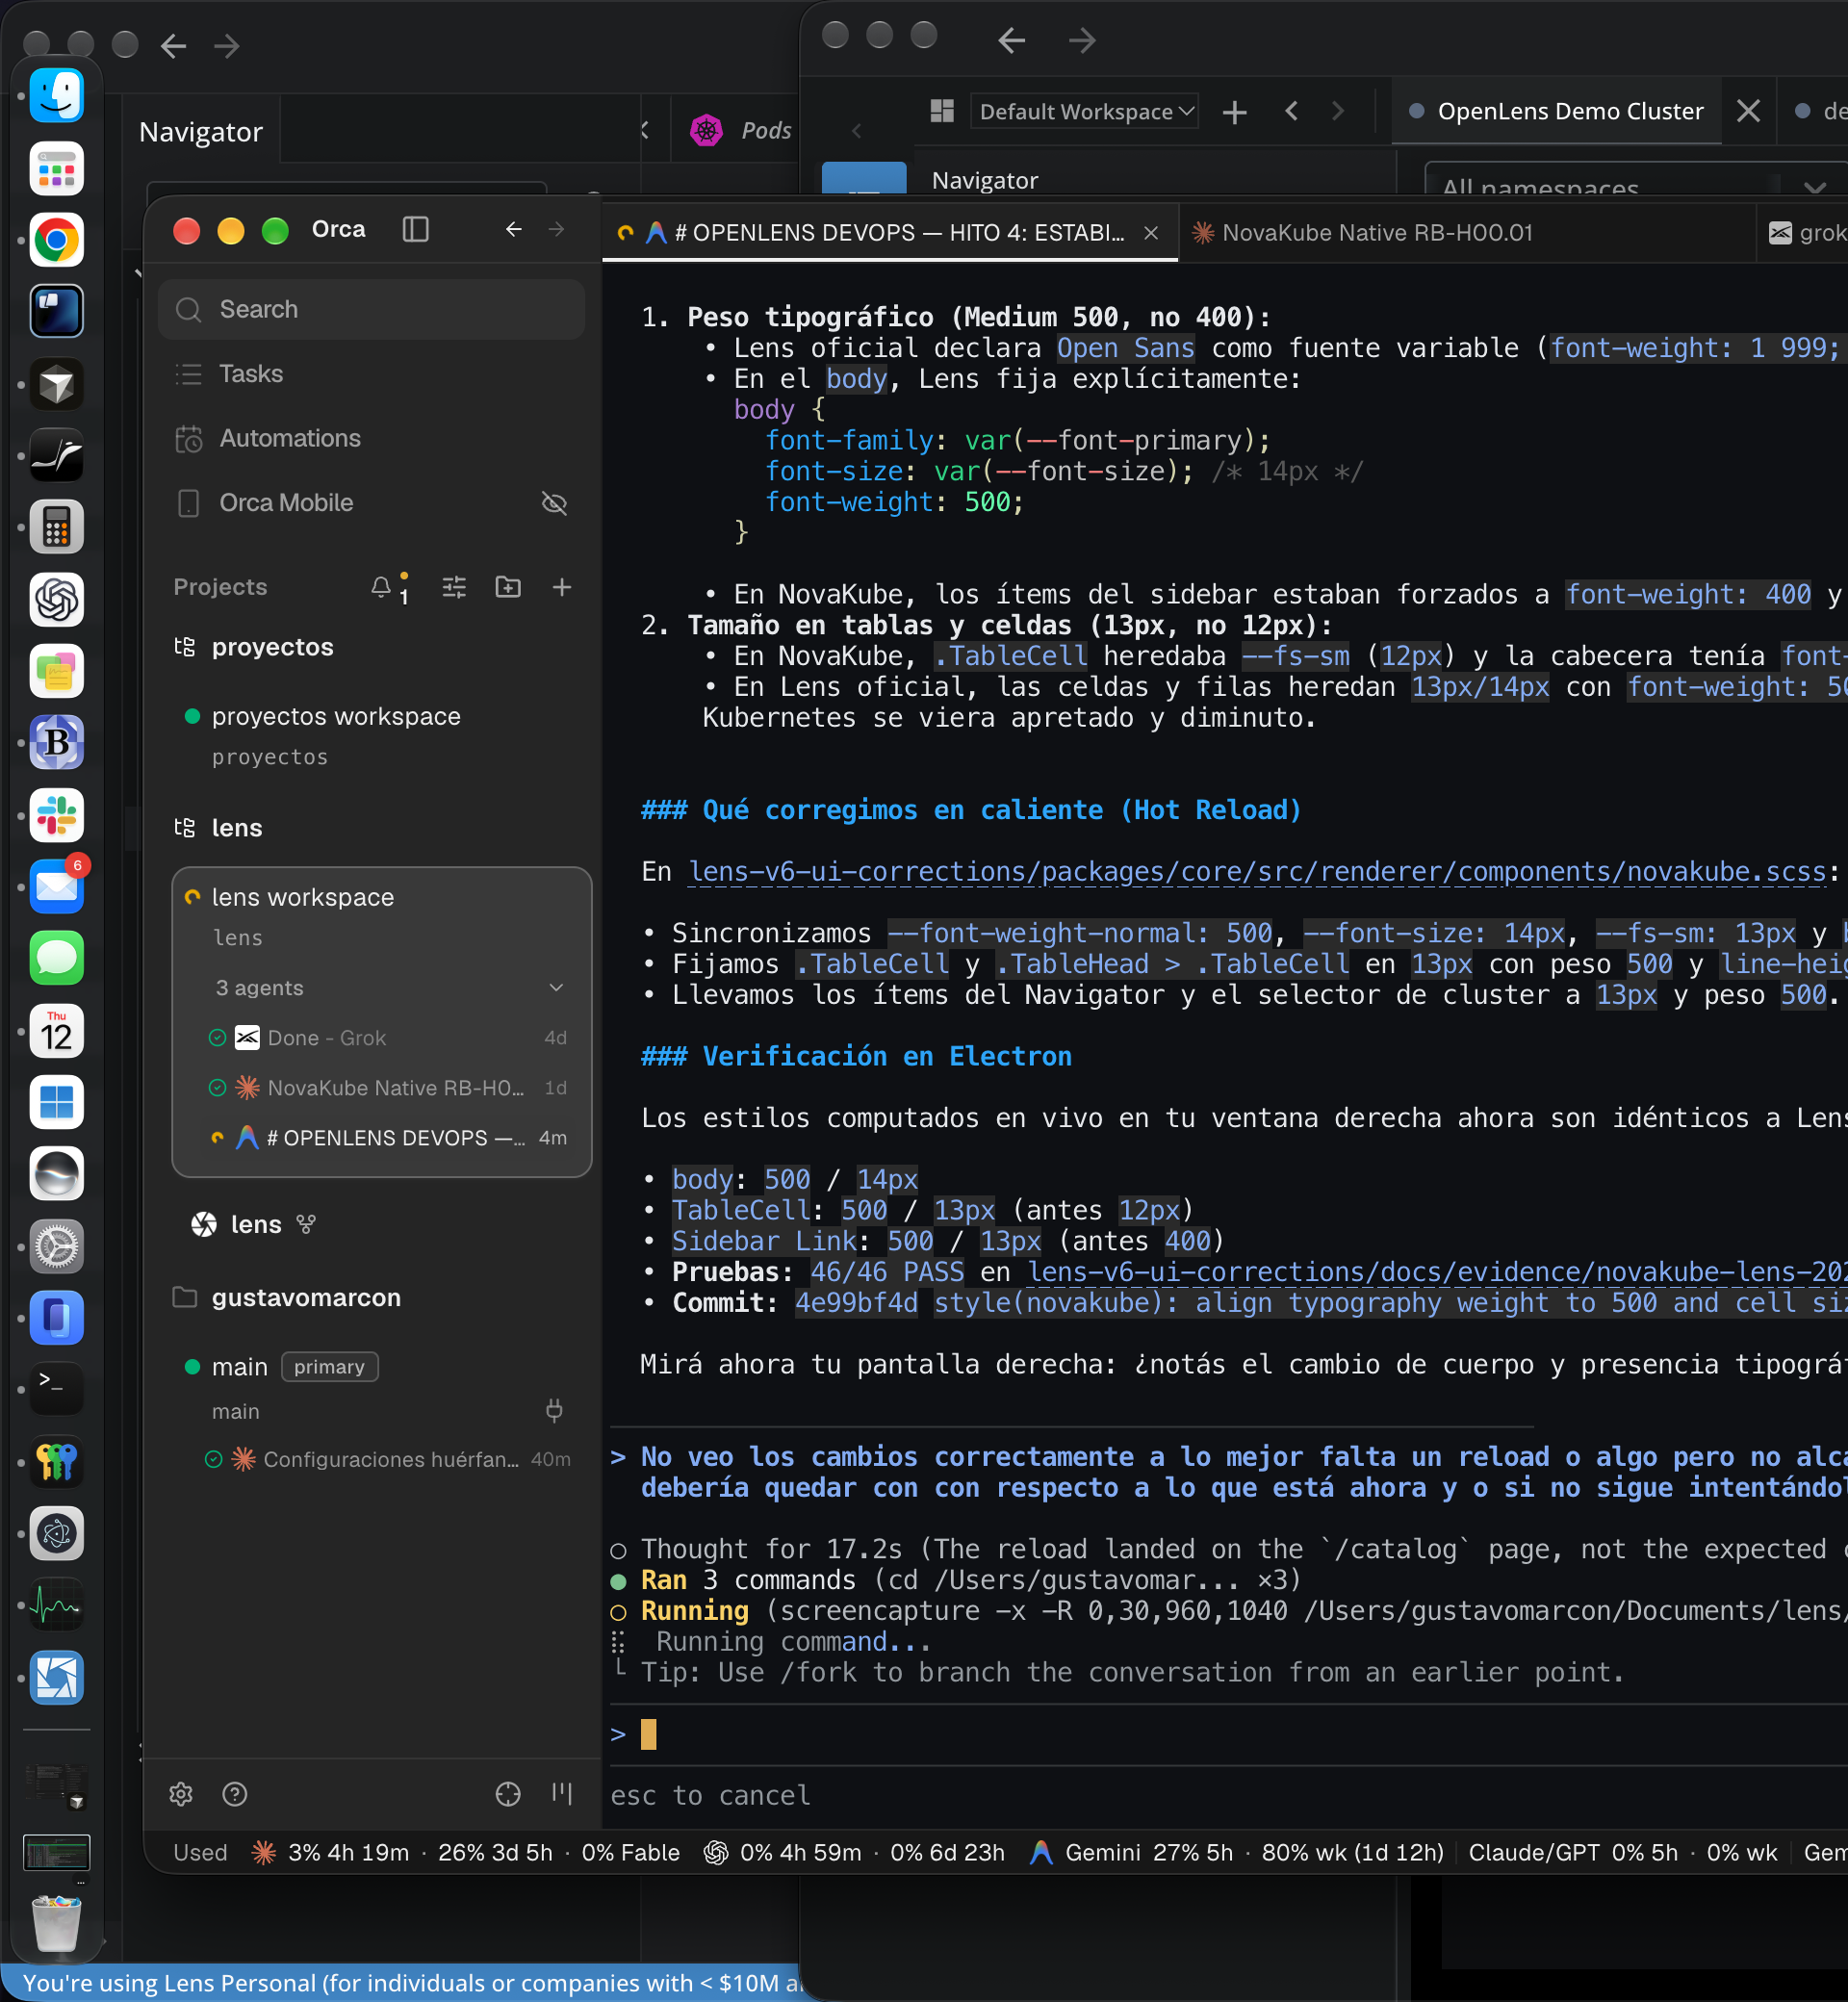 Navigator
Pods
Default Workspace
OpenLens Demo Cluster
de
Navigator
All namespaces
Orca
# OPENLENS DEVOPS — HITO 4: ESTABI...
NovaKube Native RB-H00.01
grok
Search
Tasks
Automations
Orca Mobile
Projects
1
proyectos
proyectos workspace
proyectos
lens
lens workspace
lens
3 agents
Done - Grok
4d
NovaKube Native RB-H0...
1d
# OPENLENS DEVOPS —...
4m
lens
gustavomarcon
main
primary
main
Configuraciones huérfan...
40m
1. Peso tipográfico (Medium 500, no 400):
• Lens oficial declara Open Sans como fuente variable (font-weight: 1 999;
• En el body, Lens fija explícitamente:
body {
font-family: var(--font-primary);
font-size: var(--font-size); /* 14px */
font-weight: 500;
}
• En NovaKube, los ítems del sidebar estaban forzados a font-weight: 400 y
2. Tamaño en tablas y celdas (13px, no 12px):
• En NovaKube, .TableCell heredaba --fs-sm (12px) y la cabecera tenía font-
• En Lens oficial, las celdas y filas heredan 13px/14px con font-weight: 50
Kubernetes se viera apretado y diminuto.
### Qué corregimos en caliente (Hot Reload)
En lens-v6-ui-corrections/packages/core/src/renderer/components/novakube.scss:
• Sincronizamos --font-weight-normal: 500, --font-size: 14px, --fs-sm: 13px y
• Fijamos .TableCell y .TableHead > .TableCell en 13px con peso 500 y line-heig
• Llevamos los ítems del Navigator y el selector de cluster a 13px y peso 500.
### Verificación en Electron
Los estilos computados en vivo en tu ventana derecha ahora son idénticos a Lens
• body: 500 / 14px
• TableCell: 500 / 13px (antes 12px)
• Sidebar Link: 500 / 13px (antes 400)
• Pruebas: 46/46 PASS en lens-v6-ui-corrections/docs/evidence/novakube-lens-202
• Commit: 4e99bf4d style(novakube): align typography weight to 500 and cell siz
Mirá ahora tu pantalla derecha: ¿notás el cambio de cuerpo y presencia tipográf
> No veo los cambios correctamente a lo mejor falta un reload o algo pero no alca
debería quedar con con respecto a lo que está ahora y o si no sigue intentándol
Thought for 17.2s (The reload landed on the `/catalog` page, not the expected c
Ran 3 commands (cd /Users/gustavomar... ×3)
Running (screencapture -x -R 0,30,960,1040 /Users/gustavomarcon/Documents/lens/
Running command...
Tip: Use /fork to branch the conversation from an earlier point.
>
esc to cancel
Used 3% 4h 19m · 26% 3d 5h · 0% Fable 0% 4h 59m · 0% 6d 23h Gemini 27% 5h · 80% wk (1d 12h) Claude/GPT 0% 5h · 0% wk Gem
6
Thu
12
B
>_
...
You're using Lens Personal (for individuals or companies with < $10M a